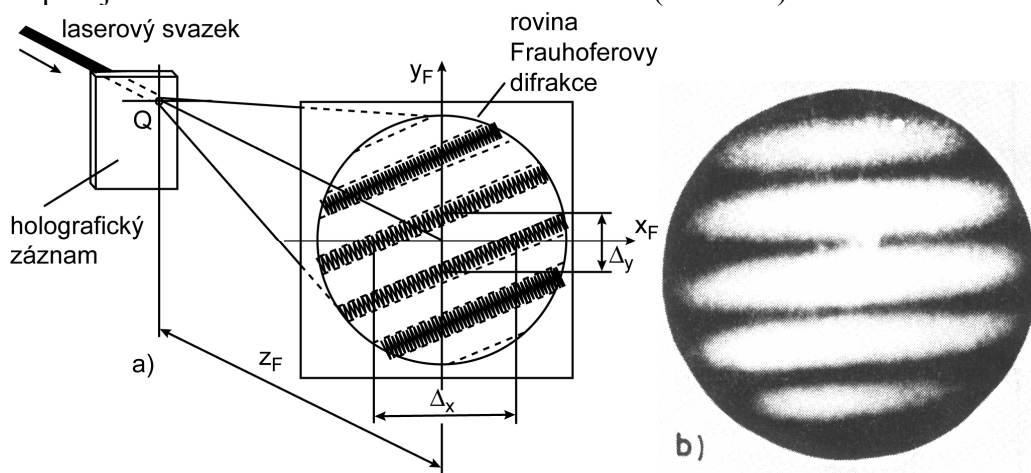 laserový svazek
rovina
Frauhoferovy
difrakce
y_F
Q
x_F
holografický
záznam
Δ_y
a)
z_F
Δ_x
b)